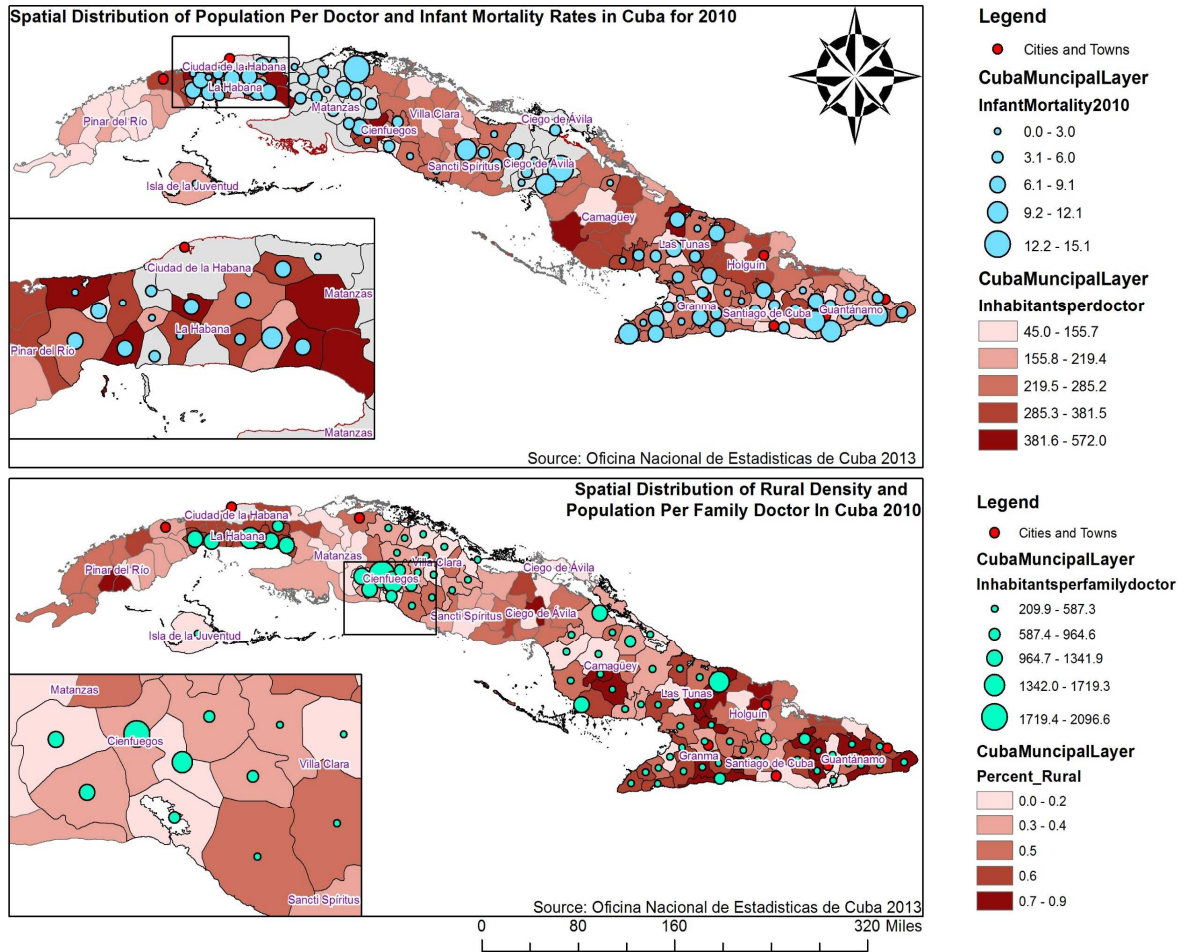 Spatial Distribution of Population Per Doctor and Infant Mortality Rates in Cuba for 2010
Ciudad de la Habana
La Habana
Pinar del Río
Matanzas
Isla de la Juventud
Cienfuegos
Villa Clara
Sancti Spíritus
Ciego de Ávila
Ciego de Ávila
Camagüey
Las Tunas
Holguín
Granma
Santiago de Cuba
Guantánamo
Ciudad de la Habana
Matanzas
La Habana
Pinar del Río
Matanzas
Source: Oficina Nacional de Estadisticas de Cuba 2013
Legend
Cities and Towns
CubaMuncipalLayer
InfantMortality2010
0.0 - 3.0
3.1 - 6.0
6.1 - 9.1
9.2 - 12.1
12.2 - 15.1
CubaMuncipalLayer
Inhabitantsperdoctor
45.0 - 155.7
155.8 - 219.4
219.5 - 285.2
285.3 - 381.5
381.6 - 572.0
Spatial Distribution of Rural Density and
Population Per Family Doctor In Cuba 2010
Ciudad de la Habana
La Habana
Pinar del Río
Matanzas
Isla de la Juventud
Cienfuegos
Villa Clara
Sancti Spíritus
Ciego de Ávila
Ciego de Ávila
Camagüey
Las Tunas
Holguín
Granma
Santiago de Cuba
Guantánamo
Matanzas
Cienfuegos
Villa Clara
Sancti Spíritus
Source: Oficina Nacional de Estadisticas de Cuba 2013
0 80 160 320 Miles
Legend
Cities and Towns
CubaMuncipalLayer
Inhabitantsperfamilydoctor
209.9 - 587.3
587.4 - 964.6
964.7 - 1341.9
1342.0 - 1719.3
1719.4 - 2096.6
CubaMuncipalLayer
Percent_Rural
0.0 - 0.2
0.3 - 0.4
0.5
0.6
0.7 - 0.9